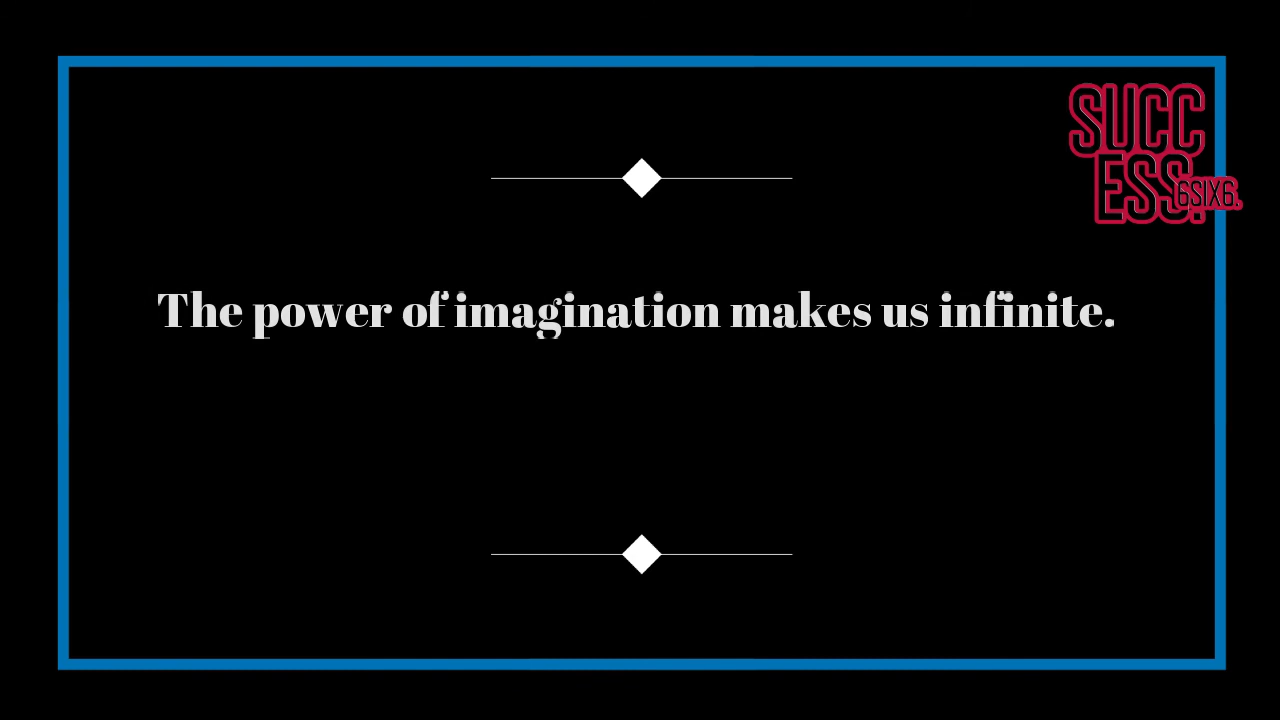 SUCC
ESS.
6SIX6.
The power of imagination makes us infinite.